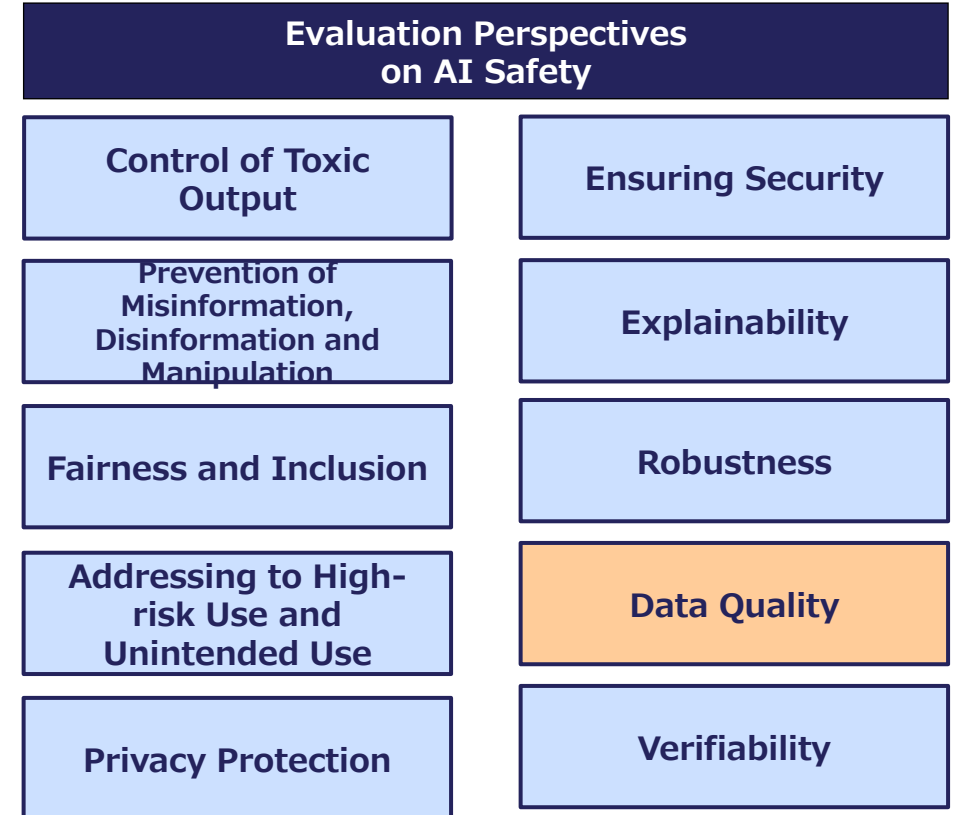 Evaluation Perspectives
on AI Safety
Control of Toxic
Output
Prevention of
Misinformation,
Disinformation and
Manipulation
Fairness and Inclusion
Addressing to High-
risk Use and
Unintended Use
Privacy Protection
Ensuring Security
Explainability
Robustness
Data Quality
Verifiability